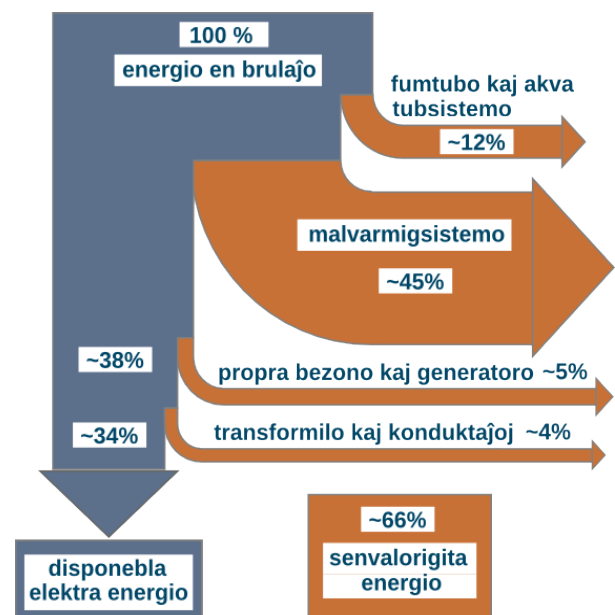 100 %
energio en brulaĵo
fumtubo kaj akva
tubsistemo
~12%
malvarmigsistemo
~45%
~38%
propra bezono kaj generatoro ~5%
~34%
transformilo kaj konduktaĵoj ~4%
~66%
senvalorigita
energio
disponebla
elektra energio